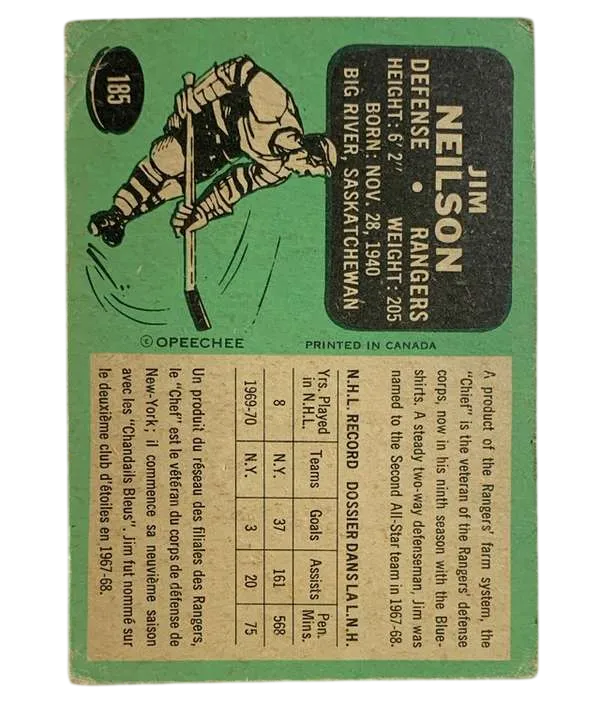 JIM
NEILSON
DEFENSE • RANGERS
HEIGHT: 6' 2" WEIGHT: 205
BORN: NOV. 28, 1940
BIG RIVER, SASKATCHEWAN
185
© OPEECHEE
PRINTED IN CANADA
A product of the Rangers' farm system, the
"Chief" is the veteran of the Rangers' defense
corps, now in his ninth season with the Blue-
shirts. A steady two-way defenseman, Jim was
named to the Second All-Star team in 1967-68.
N.H.L. RECORD DOSSIER DANS LA L.N.H.
Yrs. Played in N.H.L. Teams Goals Assists Pen. Mins.
8 N.Y. 37 161 568
1969-70 N.Y. 3 20 75
Un produit du réseau des filiales des Rangers,
le "Chef" est le vétéran du corps de défense de
New-York; il commence sa neuvième saison
avec les "Chandails Bleus". Jim fut nommé sur
le deuxième club d'étoiles en 1967-68.